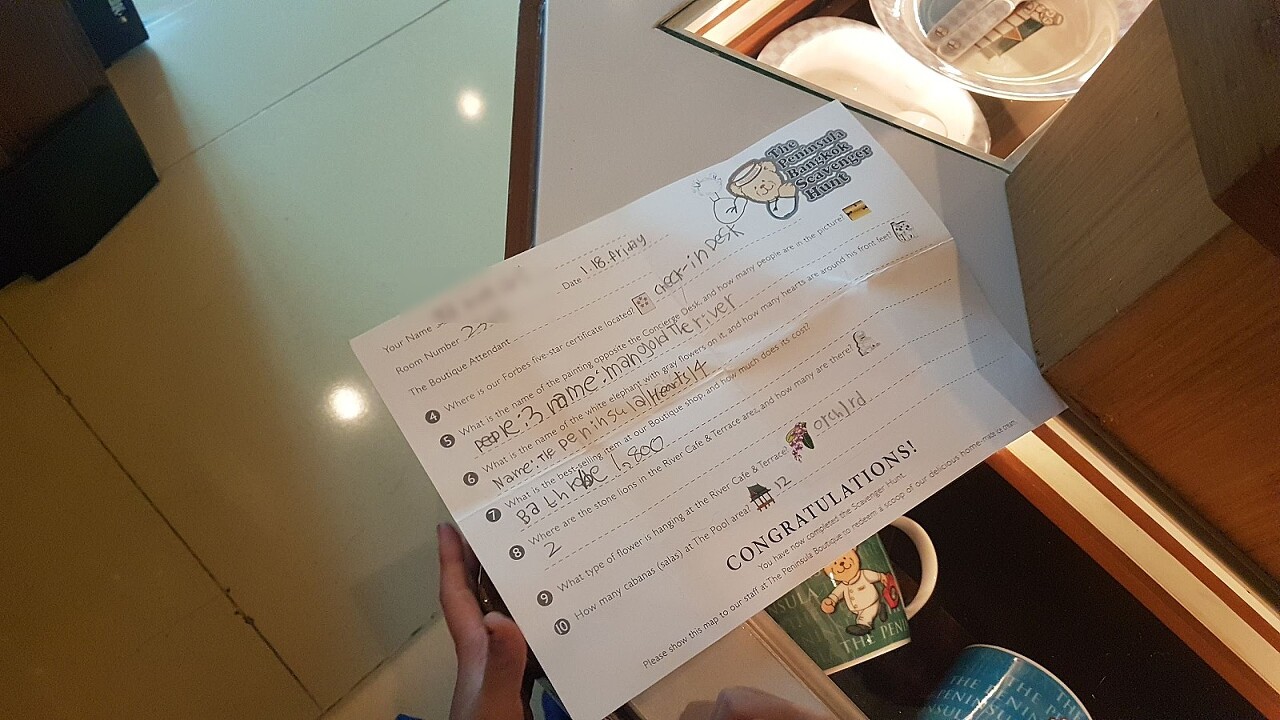 The
Peninsula
Bangkok
Scavenger
Hunt
Your Name
Date 1.18.friday
Room Number
The Boutique Attendant
4 Where is our Forbes five-star certificate located? check-in Desk
5 What is the name of the painting opposite the Concierge Desk, and how many people are in the picture?
people:3 name:
6 What is the name of the white elephant with gray flowers on it, and how many hearts are around his front feet?
Name: The peninsula/Hearts/4
7 What is the best-selling item at our Boutique shop, and how much does its cost?
1,800
8 Where are the stone lions in the River Cafe & Terrace area, and how many are there?
2
9 What type of flower is hanging at the River Cafe & Terrace?
10 How many cabanas (salas) at The Pool area? 12
CONGRATULATIONS!
You have now completed the Scavenger Hunt.
Please show this map to our staff at The Peninsula Boutique to redeem a scoop of our delicious home-made ice cream.
NSULA
THE PENI
THE PE
PENINSU